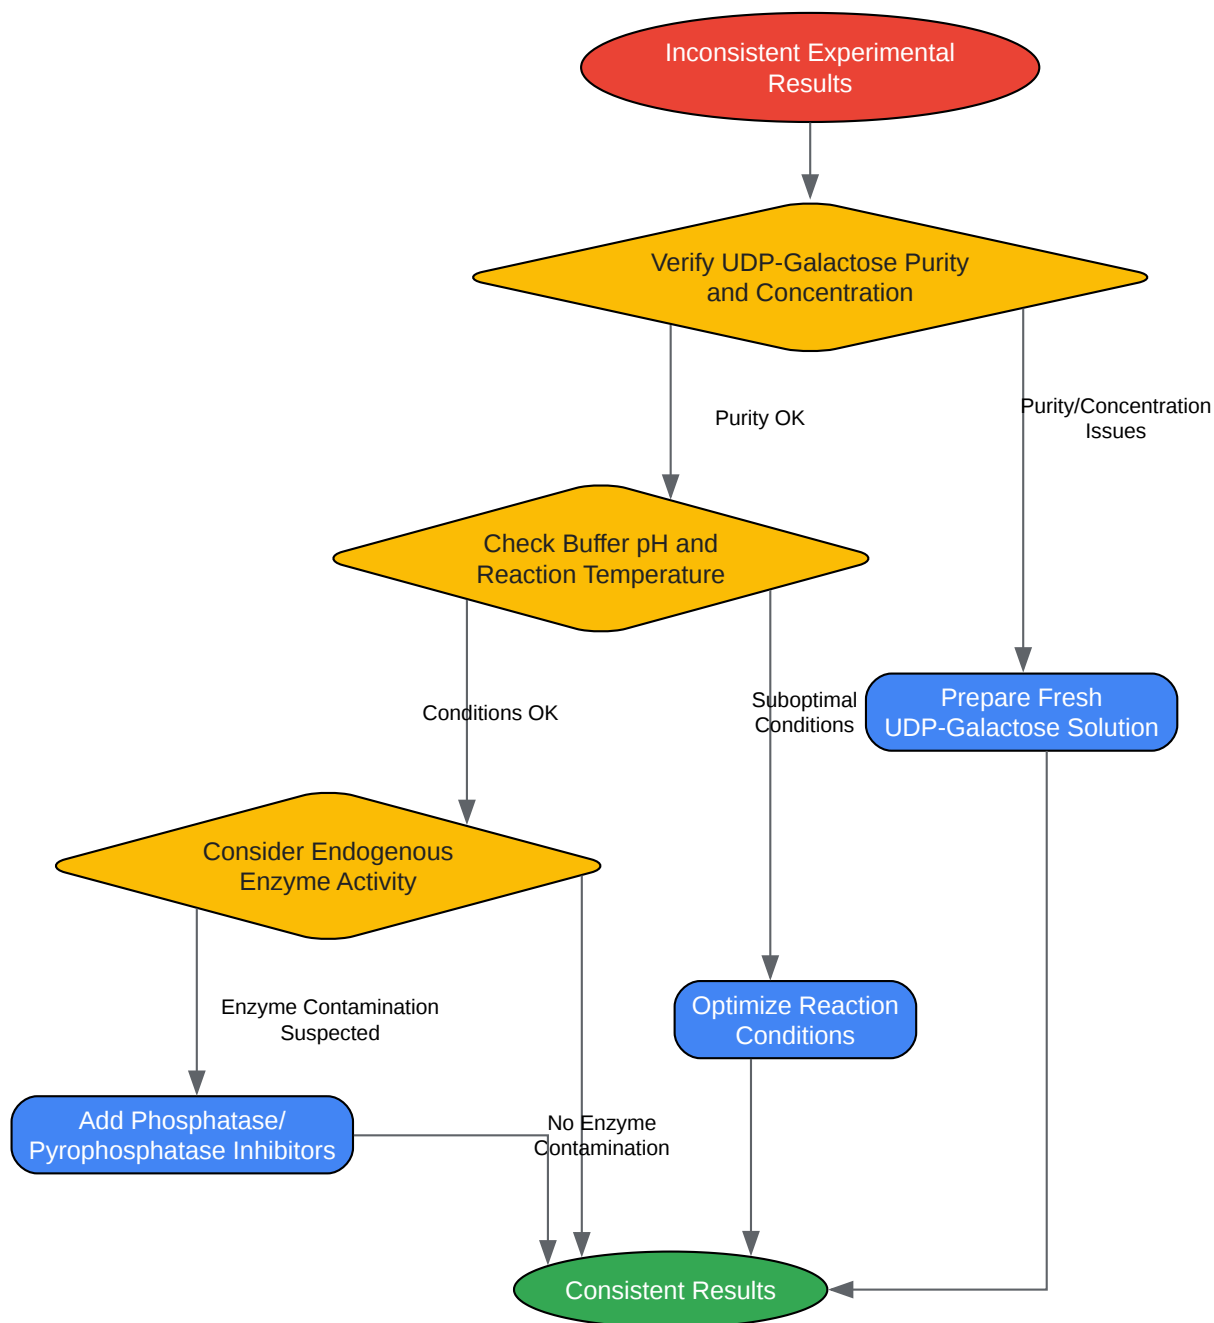 Inconsistent Experimental
Results
Verify UDP-Galactose Purity
and Concentration
Purity OK
Purity/Concentration
Issues
Check Buffer pH and
Reaction Temperature
Conditions OK
Suboptimal
Conditions
Prepare Fresh
UDP-Galactose Solution
Consider Endogenous
Enzyme Activity
Enzyme Contamination
Suspected
Optimize Reaction
Conditions
Add Phosphatase/
Pyrophosphatase Inhibitors
No Enzyme
Contamination
Consistent Results